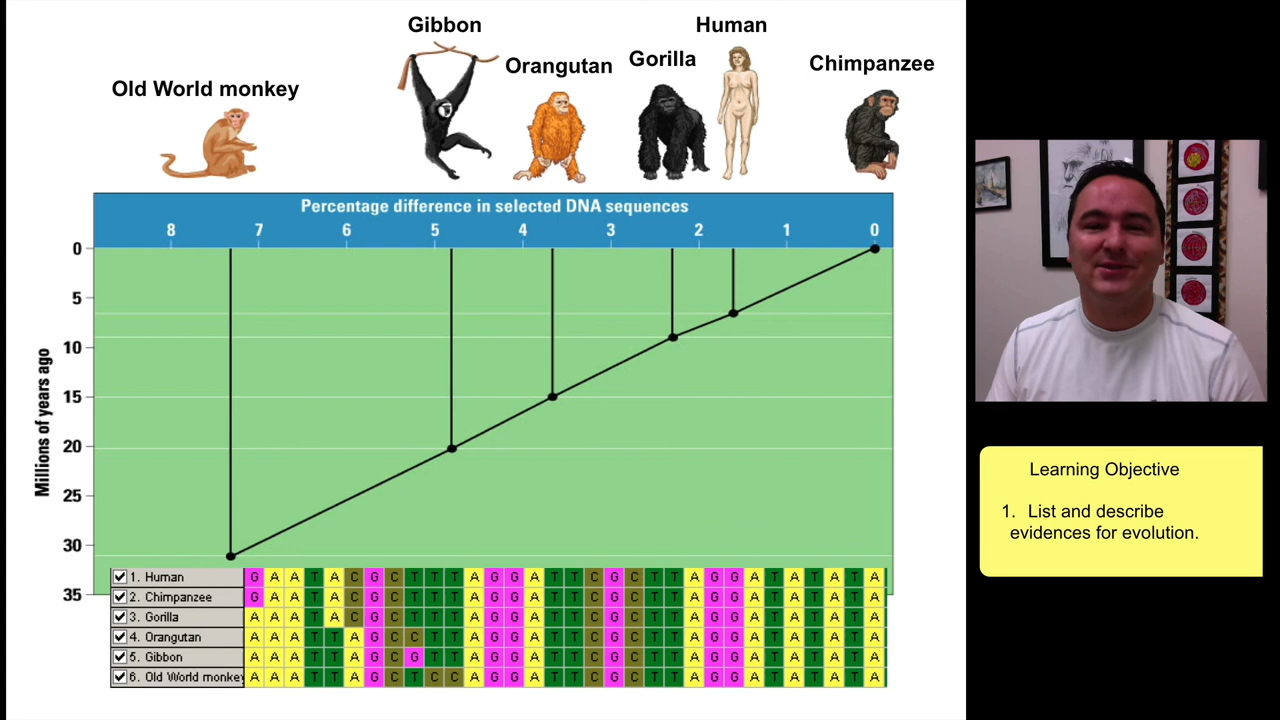 Gibbon
Human
Orangutan
Gorilla
Chimpanzee
Old World monkey
Percentage difference in selected DNA sequences
8 7 6 5 4 3 2 1 0
Millions of years ago
0
5
10
15
20
25
30
35
1. Human G A A T A C G C T T T A G G A T T C G C T T A G G A T A T A T A
2. Chimpanzee G A A T A C G C T T T A G G A T T C G C T T A G G A T A T A T A
3. Gorilla A A A T A C G C T T T A G G A T T C G C T T A G G A T A T A T A
4. Orangutan A A A T T A G C C T T A G G A T T C G C T T A G G A T A T A T A
5. Gibbon A A A T T A G C G T T A G G A T T C G C T T A G G A T A T A T A
6. Old World monkey A A A T T A G C T C C A G G A T T C G C T T A G G A T A T A T A
Learning Objective
1. List and describe
evidences for evolution.